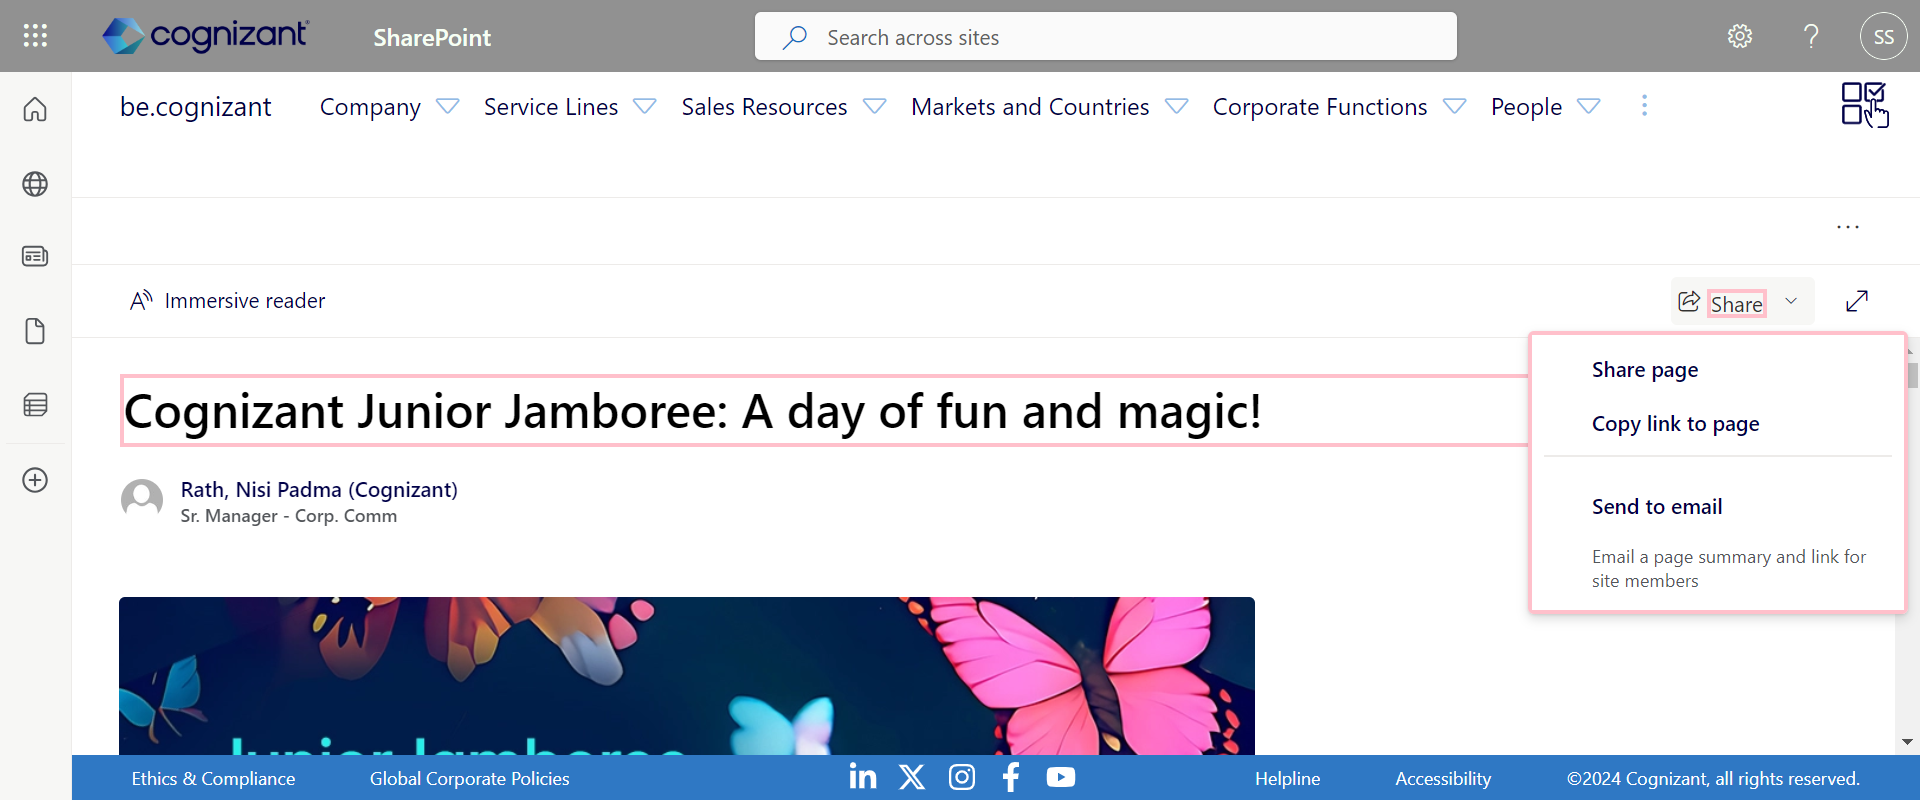 cognizant
SharePoint
Search across sites
?
SS
be.cognizant
Company
Service Lines
Sales Resources
Markets and Countries
Corporate Functions
People
Immersive reader
Share
Share page
Copy link to page
Send to email
Email a page summary and link for
site members
Cognizant Junior Jamboree: A day of fun and magic!
Rath, Nisi Padma (Cognizant)
Sr. Manager - Corp. Comm
Junior Jamboree
Ethics & Compliance
Global Corporate Policies
Helpline
Accessibility
©2024 Cognizant, all rights reserved.